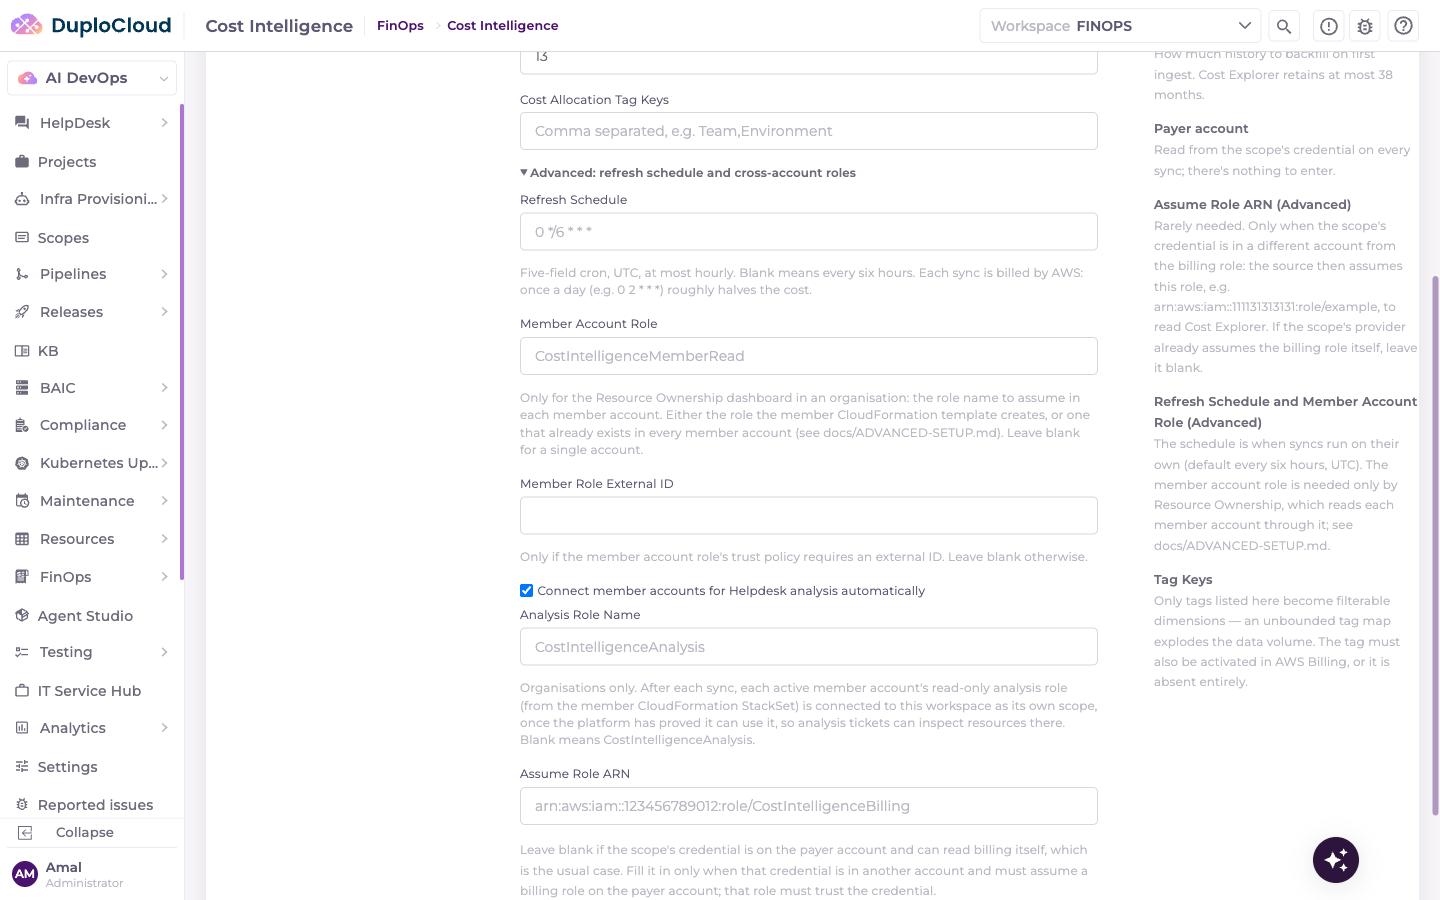 DuploCloud
Cost Intelligence
FinOps
Cost Intelligence
Workspace FINOPS
AI DevOps
HelpDesk
Projects
Infra Provisioni...
Scopes
Pipelines
Releases
KB
BAIC
Compliance
Kubernetes Up...
Maintenance
Resources
FinOps
Agent Studio
Testing
IT Service Hub
Analytics
Settings
Reported issues
Collapse
AM
Amal
Administrator
13
Cost Allocation Tag Keys
Comma separated, e.g. Team,Environment
▼ Advanced: refresh schedule and cross-account roles
Refresh Schedule
0 */6 * * *
Five-field cron, UTC, at most hourly. Blank means every six hours. Each sync is billed by AWS:
once a day (e.g. 0 2 * * *) roughly halves the cost.
Member Account Role
CostIntelligenceMemberRead
Only for the Resource Ownership dashboard in an organisation: the role name to assume in
each member account. Either the role the member CloudFormation template creates, or one
that already exists in every member account (see docs/ADVANCED-SETUP.md). Leave blank
for a single account.
Member Role External ID
Only if the member account role's trust policy requires an external ID. Leave blank otherwise.
Connect member accounts for Helpdesk analysis automatically
Analysis Role Name
CostIntelligenceAnalysis
Organisations only. After each sync, each active member account's read-only analysis role
(from the member CloudFormation StackSet) is connected to this workspace as its own scope,
once the platform has proved it can use it, so analysis tickets can inspect resources there.
Blank means CostIntelligenceAnalysis.
Assume Role ARN
arn:aws:iam::123456789012:role/CostIntelligenceBilling
Leave blank if the scope's credential is on the payer account and can read billing itself, which
is the usual case. Fill it in only when that credential is in another account and must assume a
billing role on the payer account; that role must trust the credential.
How much history to backfill on first
ingest. Cost Explorer retains at most 38
months.
Payer account
Read from the scope's credential on every
sync; there's nothing to enter.
Assume Role ARN (Advanced)
Rarely needed. Only when the scope's
credential is in a different account from
the billing role: the source then assumes
this role, e.g.
arn:aws:iam::111131313131:role/example, to
read Cost Explorer. If the scope's provider
already assumes the billing role itself, leave
it blank.
Refresh Schedule and Member Account
Role (Advanced)
The schedule is when syncs run on their
own (default every six hours, UTC). The
member account role is needed only by
Resource Ownership, which reads each
member account through it; see
docs/ADVANCED-SETUP.md.
Tag Keys
Only tags listed here become filterable
dimensions — an unbounded tag map
explodes the data volume. The tag must
also be activated in AWS Billing, or it is
absent entirely.